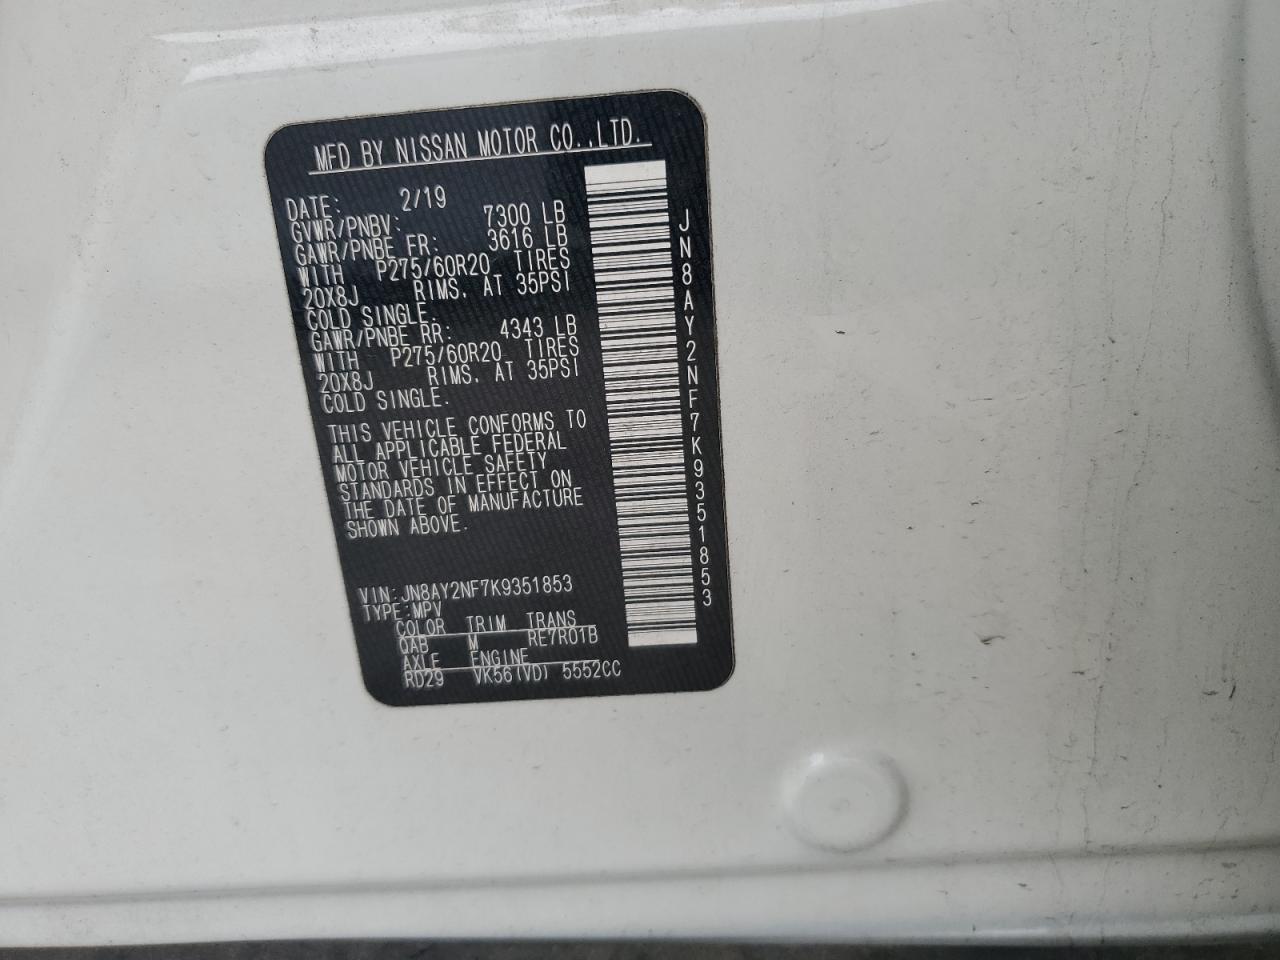 MFD BY NISSAN MOTOR CO.,LTD.
DATE: 2/19
GVWR/PNBV: 7300 LB
GAWR/PNBE FR: 3616 LB
WITH P275/60R20 TIRES
20X8J RIMS. AT 35PSI
COLD SINGLE.
GAWR/PNBE RR: 4343 LB
WITH P275/60R20 TIRES
20X8J RIMS. AT 35PSI
COLD SINGLE.
THIS VEHICLE CONFORMS TO
ALL APPLICABLE FEDERAL
MOTOR VEHICLE SAFETY
STANDARDS IN EFFECT ON
THE DATE OF MANUFACTURE
SHOWN ABOVE.
VIN:JN8AY2NF7K9351853
TYPE:MPV
COLOR TRIM TRANS
QAB M RE7R01B
AXLE ENGINE
RD29 VK56(VD) 5552CC
JN8AY2NF7K9351853